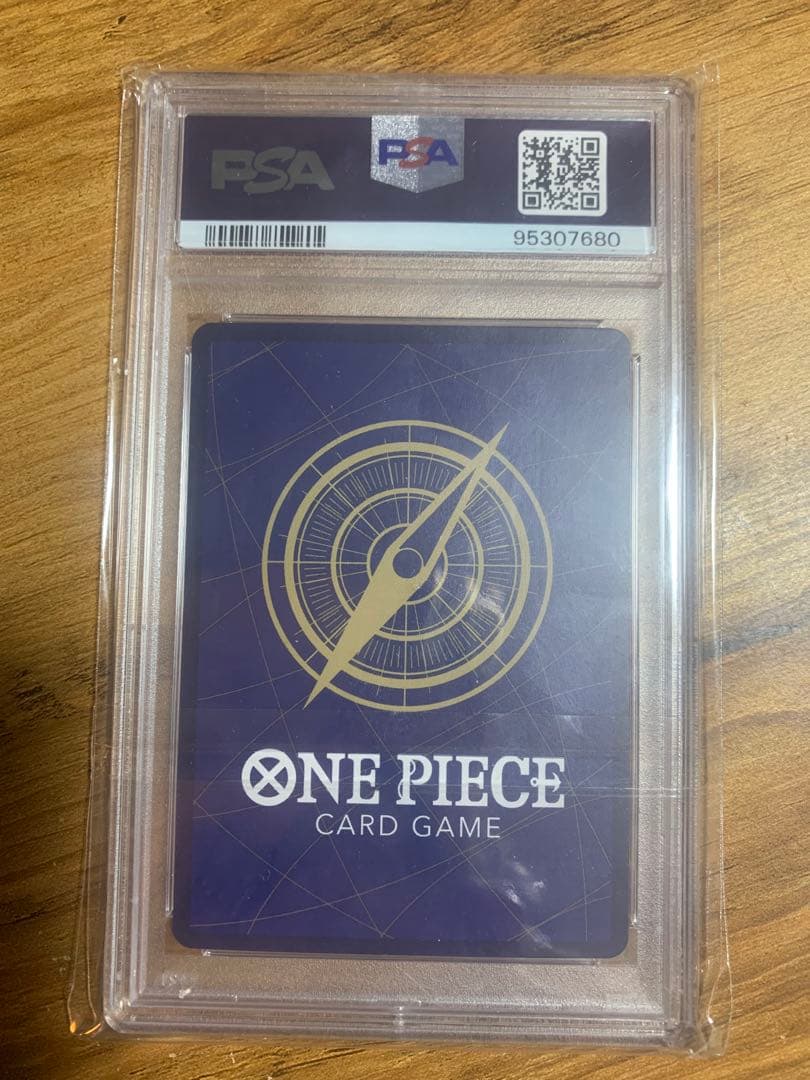 PSA
PSA
95307680
ONE PIECE
CARD GAME